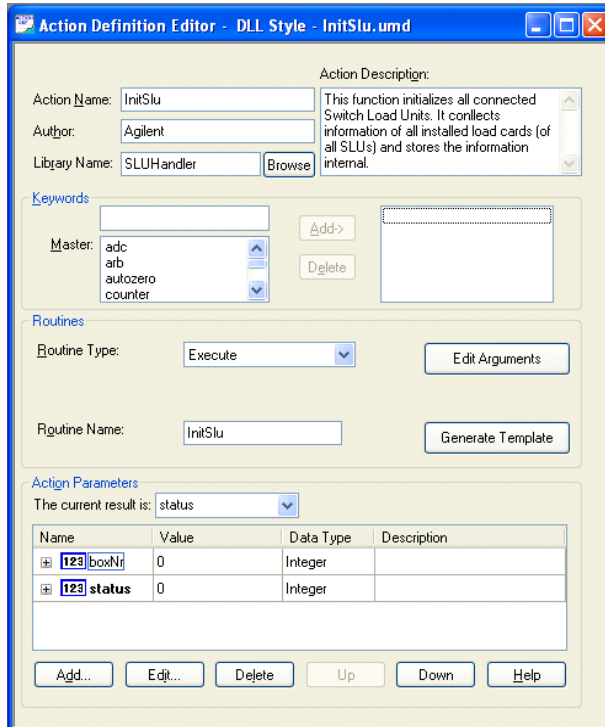 Action Definition Editor - DLL Style - InitSlu.umd
Action Description:
Action Name: InitSlu
This function initializes all connected
Switch Load Units. It conllects
information of all installed load cards (of
all SLUs) and stores the information
internal.
Author: Agilent
Library Name: SLUHandler Browse
Keywords
Add->
Master: adc
arb
autozero
counter
Delete
Routines
Routine Type: Execute Edit Arguments
Routine Name: InitSlu Generate Template
Action Parameters
The current result is: status
Name Value Data Type Description
123 boxNr 0 Integer
123 status 0 Integer
Add... Edit... Delete Up Down Help